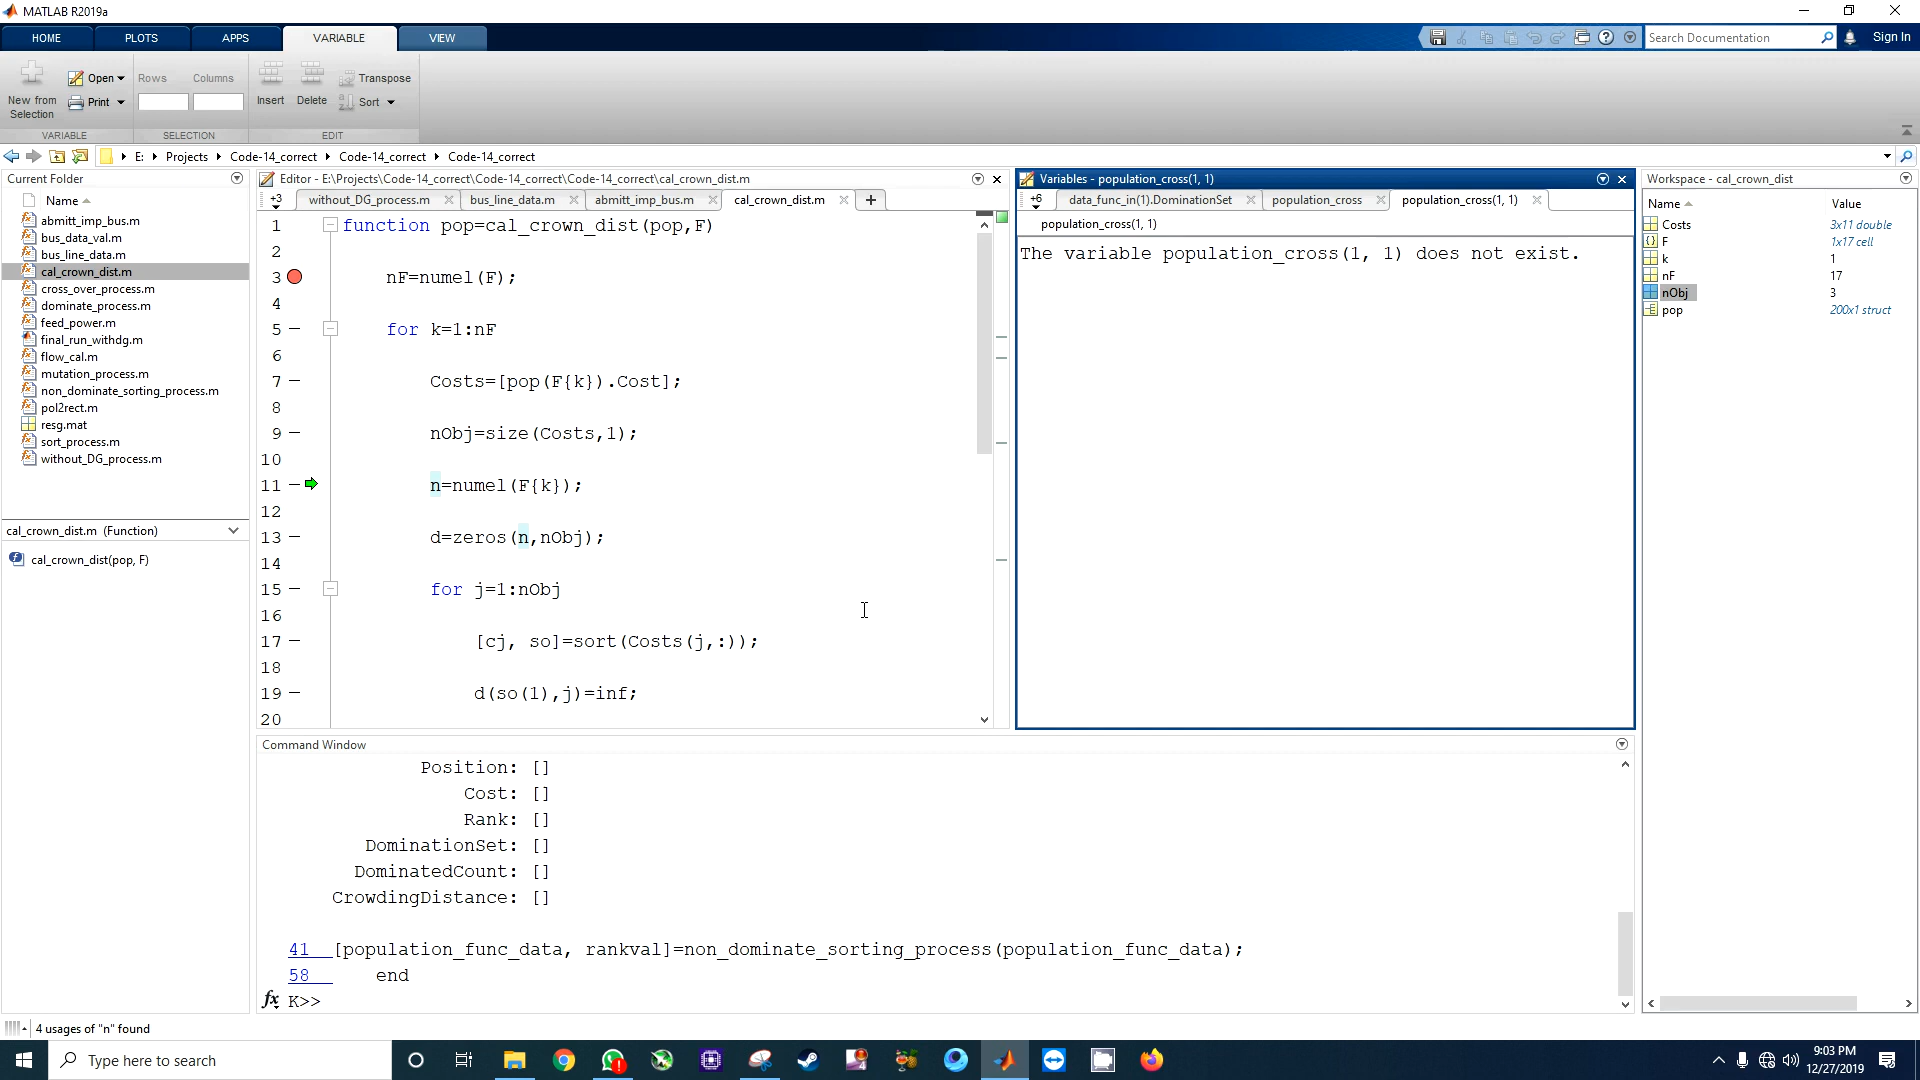 MATLAB R2019a
HOME PLOTS APPS VARIABLE VIEW
Search Documentation Sign In
New from Selection
Open
Print
Rows Columns
Insert Delete
Transpose
Sort
VARIABLE SELECTION EDIT
E: Projects Code-14_correct Code-14_correct Code-14_correct
Current Folder
Name
abmitt_imp_bus.m
bus_data_val.m
bus_line_data.m
cal_crown_dist.m
cross_over_process.m
dominate_process.m
feed_power.m
final_run_withdg.m
flow_cal.m
mutation_process.m
non_dominate_sorting_process.m
pol2rect.m
resg.mat
sort_process.m
without_DG_process.m
cal_crown_dist.m (Function)
cal_crown_dist(pop, F)
Editor - E:\Projects\Code-14_correct\Code-14_correct\Code-14_correct\cal_crown_dist.m
+3 without_DG_process.m bus_line_data.m abmitt_imp_bus.m cal_crown_dist.m
1 function pop=cal_crown_dist(pop,F)
2
3 nF=numel(F);
4
5 for k=1:nF
6
7 Costs=[pop(F{k}).Cost];
8
9 nObj=size(Costs,1);
10
11 n=numel(F{k});
12
13 d=zeros(n,nObj);
14
15 for j=1:nObj
16
17 [cj, so]=sort(Costs(j,:));
18
19 d(so(1),j)=inf;
20
Variables - population_cross(1, 1)
+6 data_func_in(1).DominationSet population_cross population_cross(1, 1)
population_cross(1, 1)
The variable population_cross(1, 1) does not exist.
Workspace - cal_crown_dist
Name Value
Costs 3x11 double
F 1x17 cell
k 1
nF 17
nObj 3
pop 200x1 struct
Command Window
Position: []
Cost: []
Rank: []
DominationSet: []
DominatedCount: []
CrowdingDistance: []
41 [population_func_data, rankval]=non_dominate_sorting_process(population_func_data);
58 end
fx K>>
4 usages of "n" found
Type here to search
9:03 PM
12/27/2019